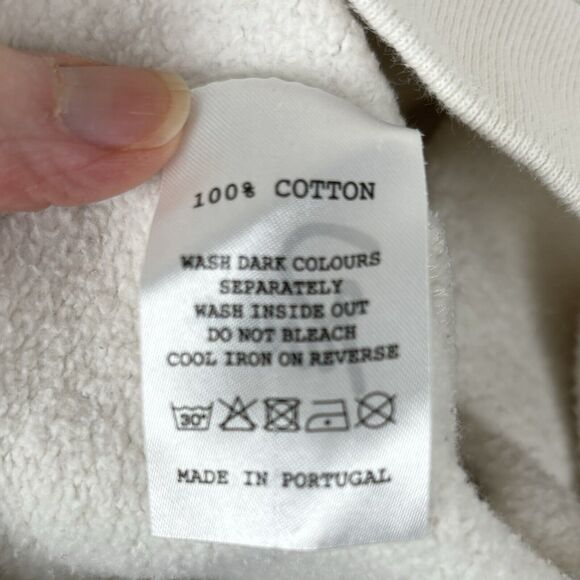 100% COTTON
WASH DARK COLOURS
SEPARATELY
WASH INSIDE OUT
DO NOT BLEACH
COOL IRON ON REVERSE
30°
MADE IN PORTUGAL